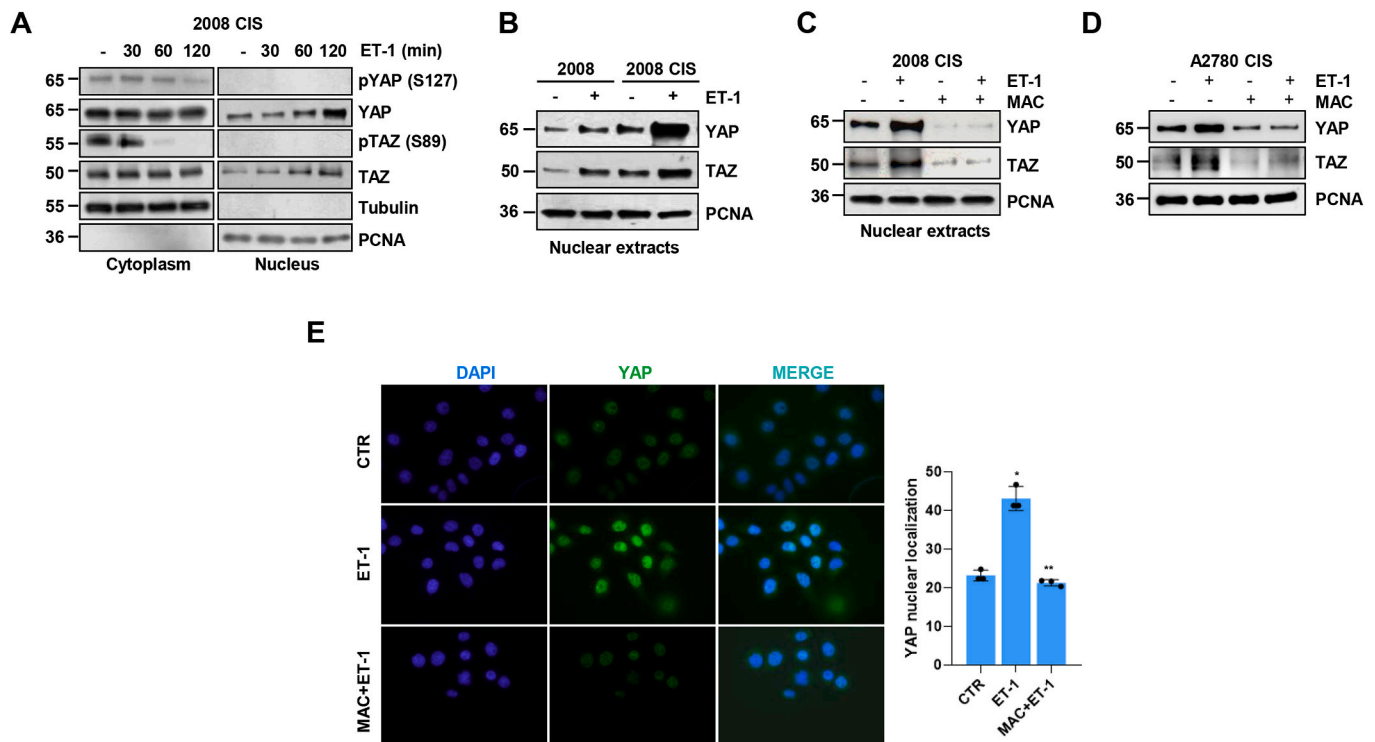 A
2008 CIS
- 30 60 120 - 30 60 120 ET-1 (min)
65 pYAP (S127)
65 YAP
55 pTAZ (S89)
50 TAZ
55 Tubulin
36 PCNA
Cytoplasm Nucleus
B
2008 2008 CIS
- + - + ET-1
65 YAP
50 TAZ
36 PCNA
Nuclear extracts
C
2008 CIS
- + - + ET-1
- - + + MAC
65 YAP
50 TAZ
36 PCNA
Nuclear extracts
D
A2780 CIS
- + - + ET-1
- - + + MAC
65 YAP
50 TAZ
36 PCNA
E
DAPI YAP MERGE
CTR
ET-1
MAC+ET-1
YAP nuclear localization
50
40
30
20
10
0
*
**
CTR
ET-1
MAC+ET-1